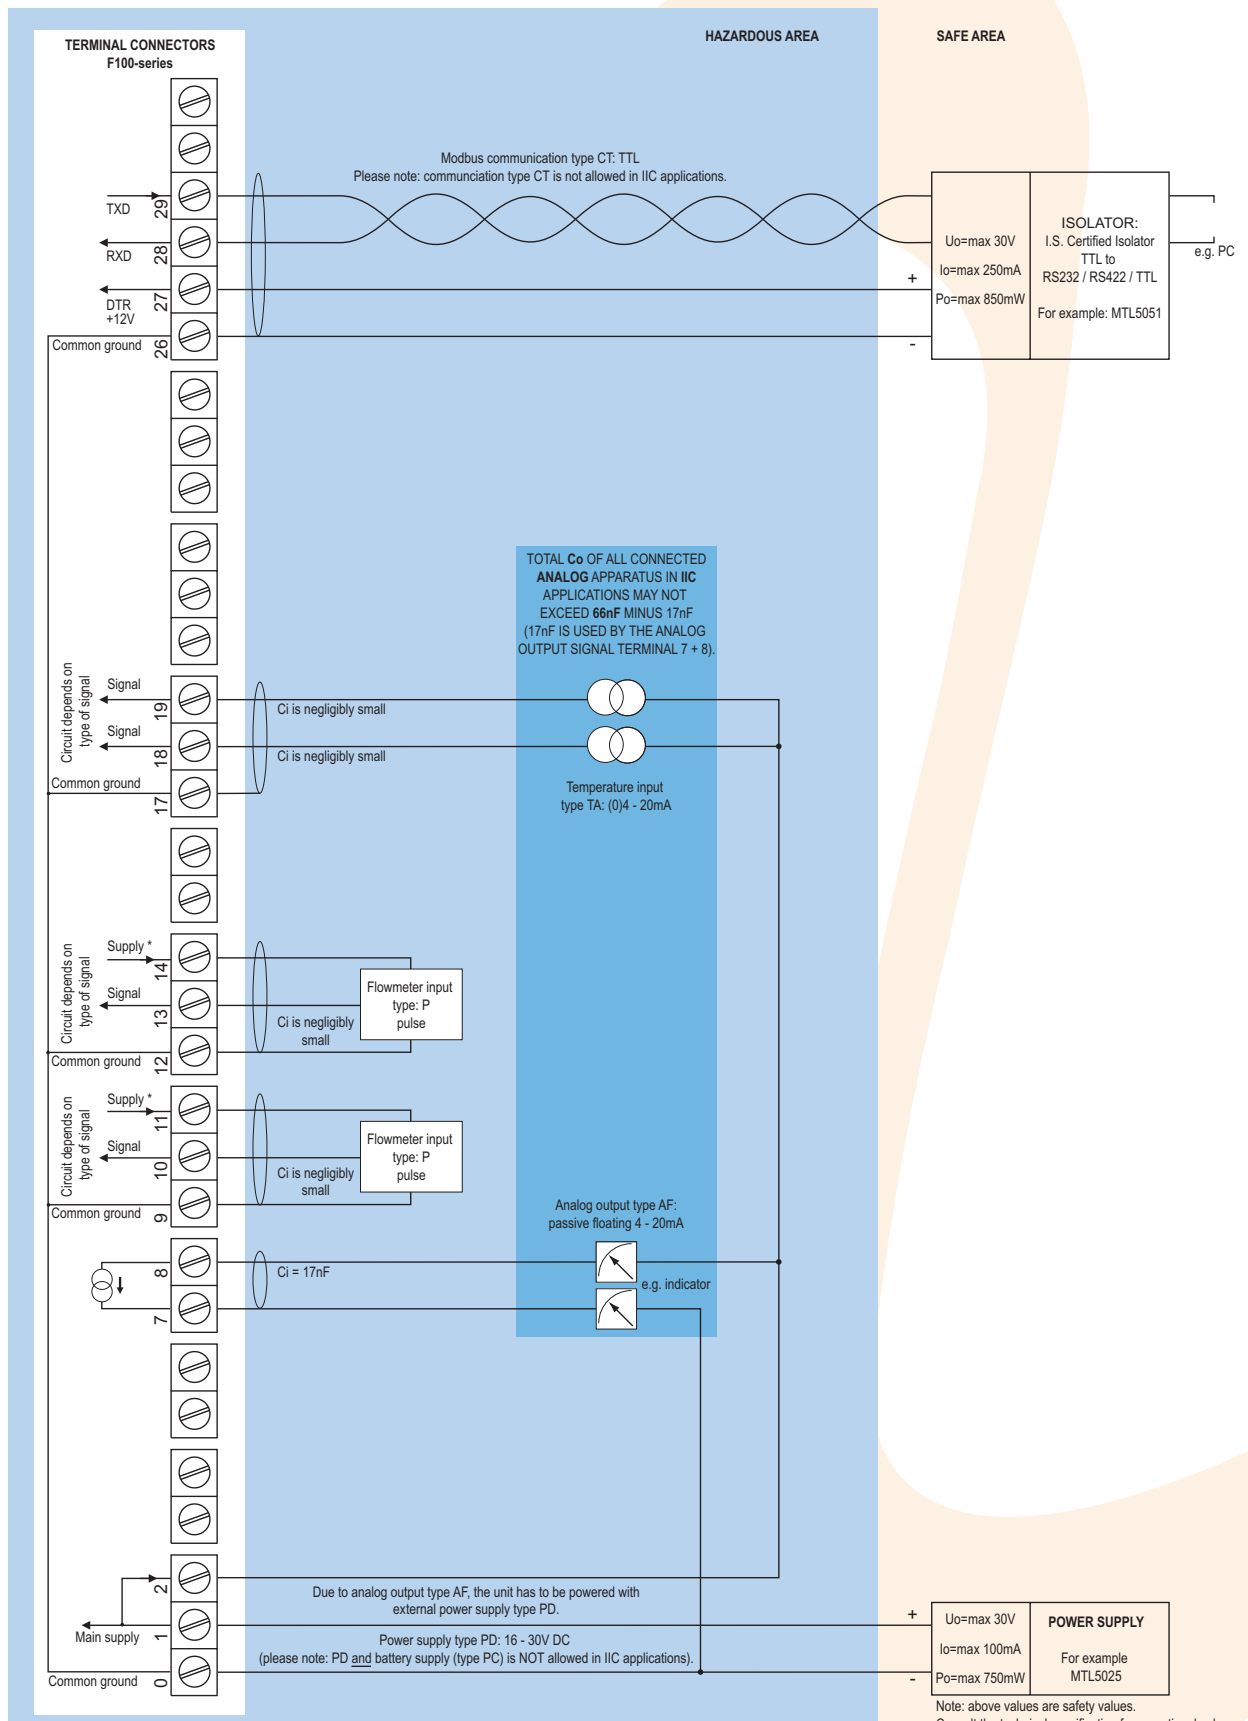 TERMINAL CONNECTORS
F100-series
HAZARDOUS AREA
SAFE AREA
Modbus communication type CT: TTL
Please note: communciation type CT is not allowed in IIC applications.
TXD
29
RXD
28
DTR
+12V
27
Common ground
26
+
-
Uo=max 30V
Io=max 250mA
Po=max 850mW
ISOLATOR:
I.S. Certified Isolator
TTL to
RS232 / RS422 / TTL
For example: MTL5051
e.g. PC
TOTAL Co OF ALL CONNECTED
ANALOG APPARATUS IN IIC
APPLICATIONS MAY NOT
EXCEED 66nF MINUS 17nF
(17nF IS USED BY THE ANALOG
OUTPUT SIGNAL TERMINAL 7 + 8).
Circuit depends on
type of signal
Signal
19
Ci is negligibly small
Signal
18
Ci is negligibly small
Common ground
17
Temperature input
type TA: (0)4 - 20mA
Circuit depends on
type of signal
Supply *
14
Signal
13
Common ground
12
Ci is negligibly
small
Flowmeter input
type: P
pulse
Circuit depends on
type of signal
Supply *
11
Signal
10
Common ground
9
Ci is negligibly
small
Flowmeter input
type: P
pulse
Analog output type AF:
passive floating 4 - 20mA
8
Ci = 17nF
e.g. indicator
7
2
Due to analog output type AF, the unit has to be powered with
external power supply type PD.
Main supply
1
Power supply type PD: 16 - 30V DC
(please note: PD and battery supply (type PC) is NOT allowed in IIC applications).
Common ground
0
+
-
Uo=max 30V
Io=max 100mA
Po=max 750mW
POWER SUPPLY
For example
MTL5025
Note: above values are safety values.